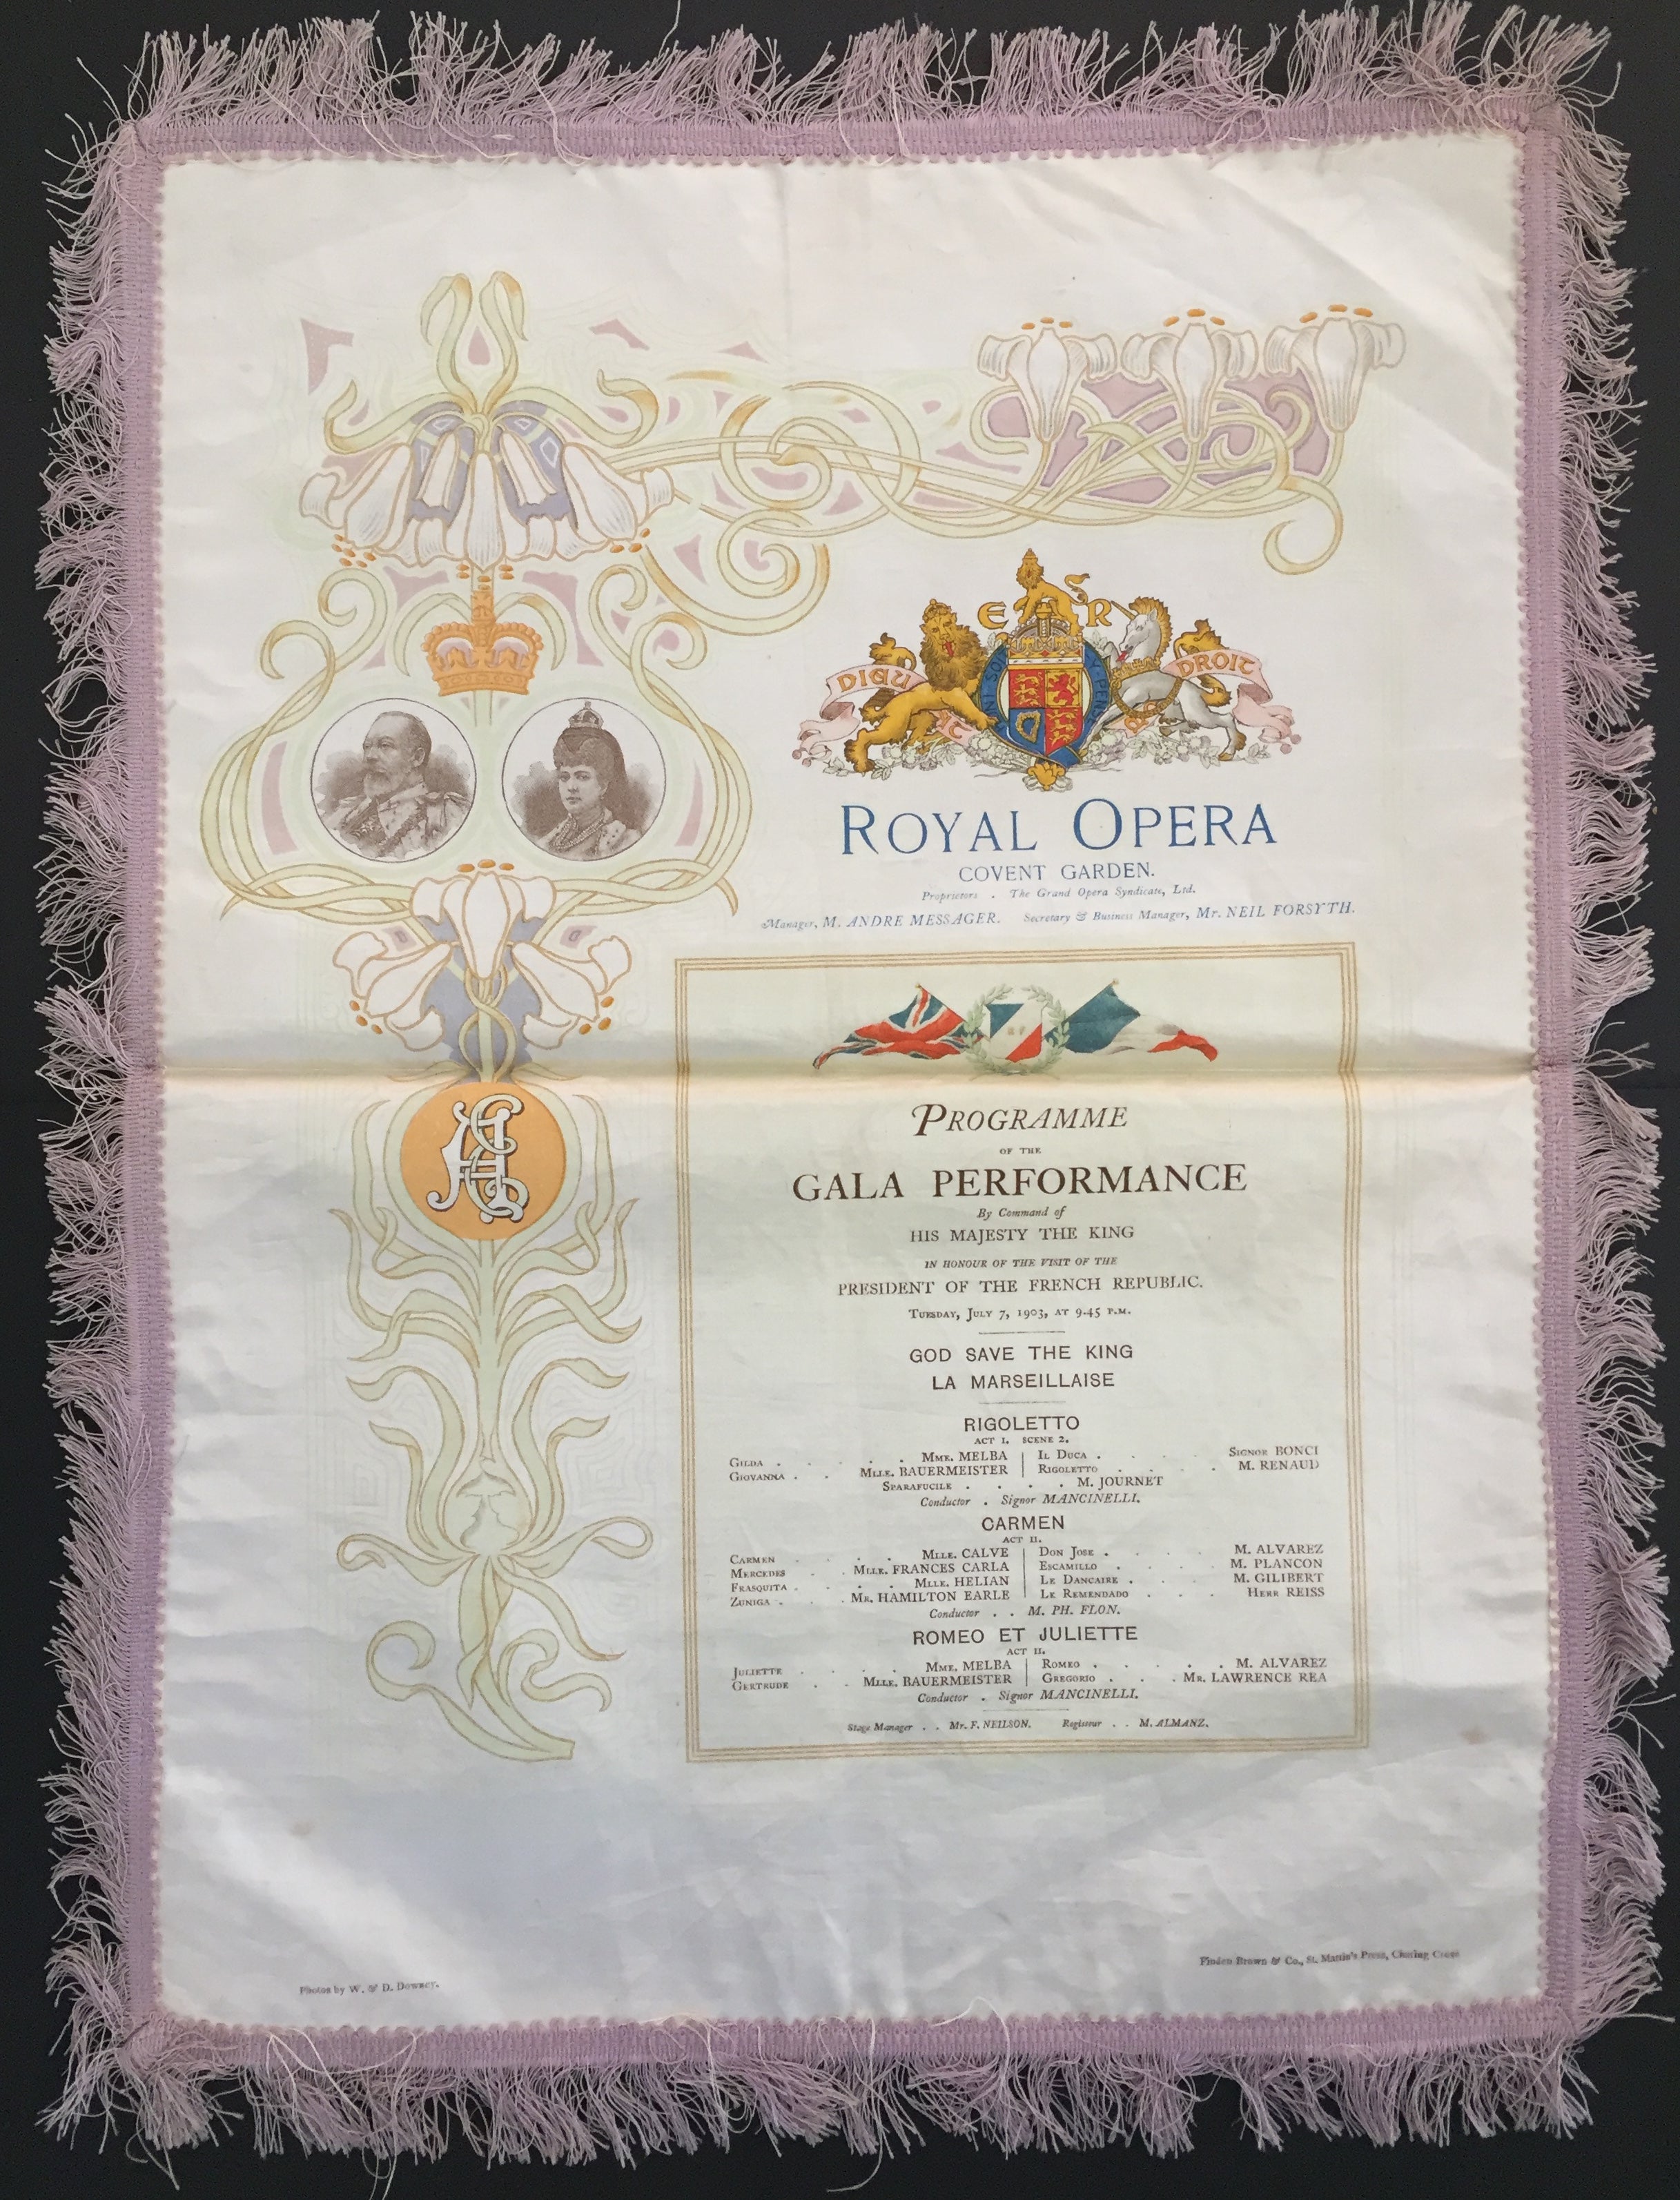 E R
DIEU ET MON DROIT
HONI SOIT Y PENSE
ROYAL OPERA
COVENT GARDEN.
Proprietors . The Grand Opera Syndicate, Ltd.
Manager, M. ANDRE MESSAGER. Secretary & Business Manager, Mr. NEIL FORSYTH.
PROGRAMME
OF THE
GALA PERFORMANCE
By Command of
HIS MAJESTY THE KING
IN HONOUR OF THE VISIT OF THE
PRESIDENT OF THE FRENCH REPUBLIC.
TUESDAY, JULY 7, 1903, AT 9.45 P.M.
GOD SAVE THE KING
LA MARSEILLAISE
RIGOLETTO
ACT I. SCENE 2.
GILDA . . . . MME. MELBA | IL DUCA . . . . SIGNOR BONCI
GIOVANNA . . MLLE. BAUERMEISTER | RIGOLETTO . . . M. RENAUD
SPARAFUCILE . . . . M. JOURNET
Conductor . Signor MANCINELLI.
CARMEN
ACT II.
CARMEN . . . MLLE. CALVE | DON JOSE . . . . M. ALVAREZ
MERCEDES . . MLLE. FRANCES CARLA | ESCAMILLO . . . M. PLANCON
FRASQUITA . . . MLLE. HELIAN | LE DANCAIRE . . . M. GILIBERT
ZUNIGA . . . MR. HAMILTON EARLE | LE REMENDADO . . . HERR REISS
Conductor . . M. PH. FLON.
ROMEO ET JULIETTE
ACT II.
JULIETTE . . . . MME. MELBA | ROMEO . . . . . M. ALVAREZ
GERTRUDE . . MLLE. BAUERMEISTER | GREGORIO . . . MR. LAWRENCE REA
Conductor . Signor MANCINELLI.
Stage Manager . . Mr. F. NEILSON. Regisseur . . M. ALMANZ.
Photos by W. & D. Downey.
Findon Brown & Co., St. Martin's Press, Charing Cross